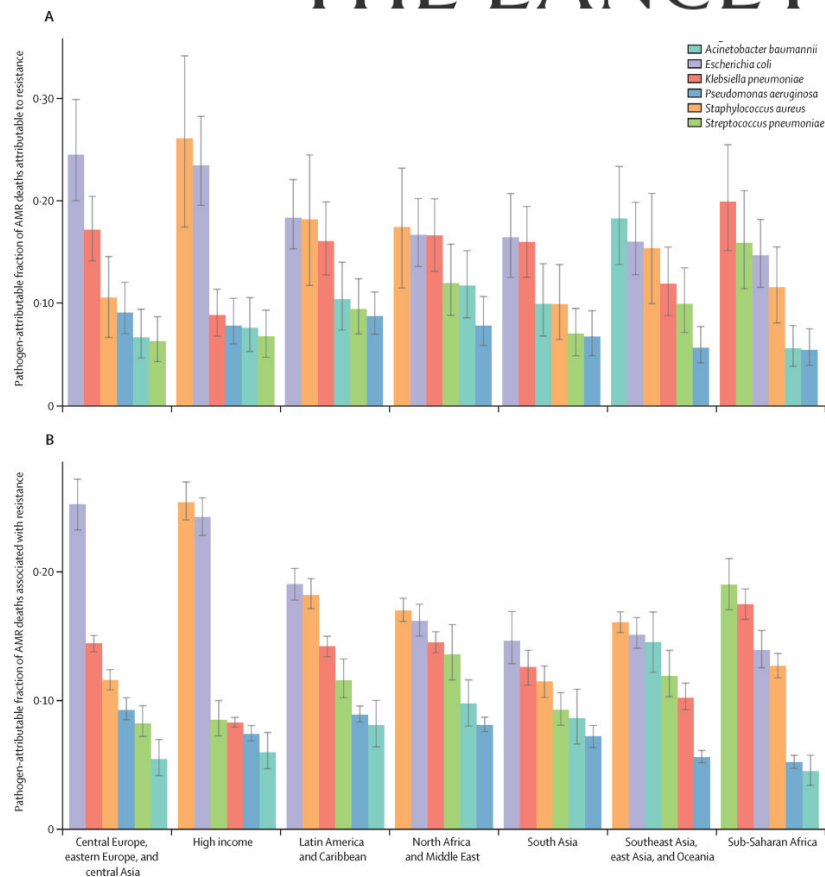 THE LANCET
A
Acinetobacter baumannii
Escherichia coli
Klebsiella pneumoniae
Pseudomonas aeruginosa
Staphylococcus aureus
Streptococcus pneumoniae
Pathogen-attributable fraction of AMR deaths attributable to resistance
0·30
0·20
0·10
0
B
Pathogen-attributable fraction of AMR deaths associated with resistance
0·20
0·10
0
Central Europe,
eastern Europe, and
central Asia
High income
Latin America
and Caribbean
North Africa
and Middle East
South Asia
Southeast Asia,
east Asia, and Oceania
Sub-Saharan Africa